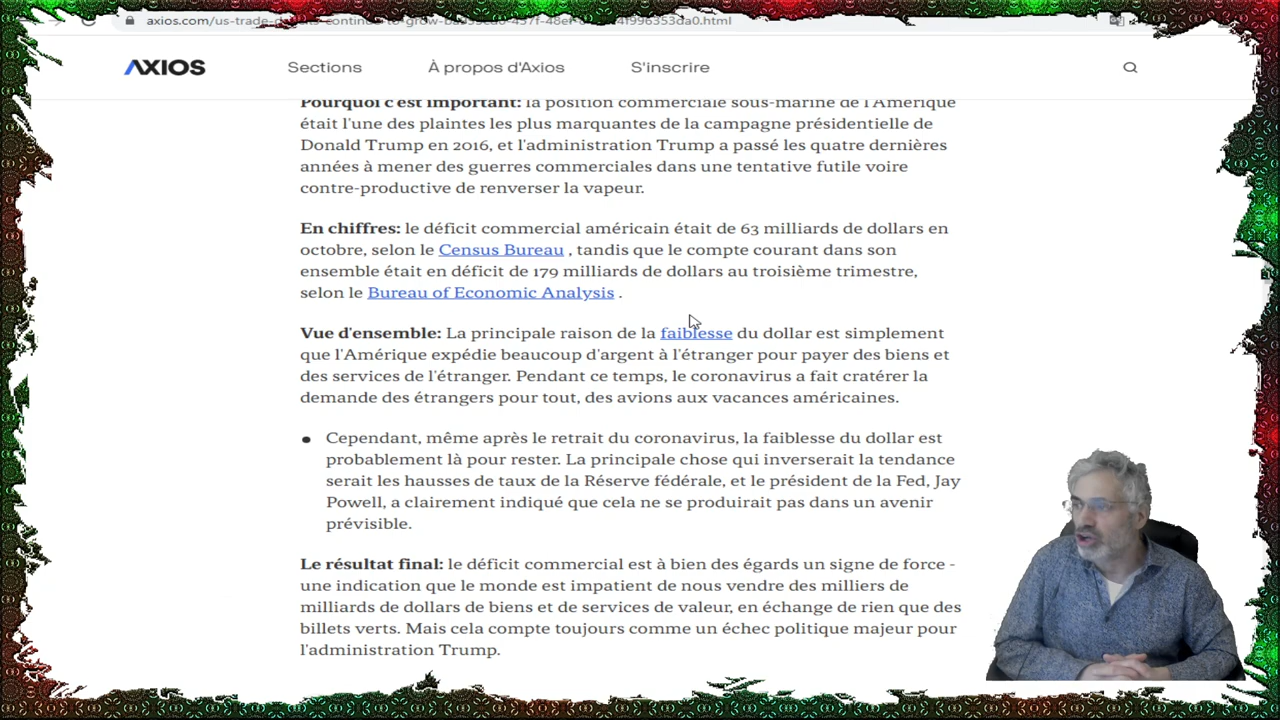 axios.com/us-trade-
AXIOS
Sections
À propos d'Axios
S'inscrire
Pourquoi c'est important: la position commerciale sous-marine de l'Amérique
était l'une des plaintes les plus marquantes de la campagne présidentielle de
Donald Trump en 2016, et l'administration Trump a passé les quatre dernières
années à mener des guerres commerciales dans une tentative futile voire
contre-productive de renverser la vapeur.
En chiffres: le déficit commercial américain était de 63 milliards de dollars en
octobre, selon le Census Bureau , tandis que le compte courant dans son
ensemble était en déficit de 179 milliards de dollars au troisième trimestre,
selon le Bureau of Economic Analysis .
Vue d'ensemble: La principale raison de la faiblesse du dollar est simplement
que l'Amérique expédie beaucoup d'argent à l'étranger pour payer des biens et
des services de l'étranger. Pendant ce temps, le coronavirus a fait cratérer la
demande des étrangers pour tout, des avions aux vacances américaines.
Cependant, même après le retrait du coronavirus, la faiblesse du dollar est
probablement là pour rester. La principale chose qui inverserait la tendance
serait les hausses de taux de la Réserve fédérale, et le président de la Fed, Jay
Powell, a clairement indiqué que cela ne se produirait pas dans un avenir
prévisible.
Le résultat final: le déficit commercial est à bien des égards un signe de force -
une indication que le monde est impatient de nous vendre des milliers de
milliards de dollars de biens et de services de valeur, en échange de rien que des
billets verts. Mais cela compte toujours comme un échec politique majeur pour
l'administration Trump.